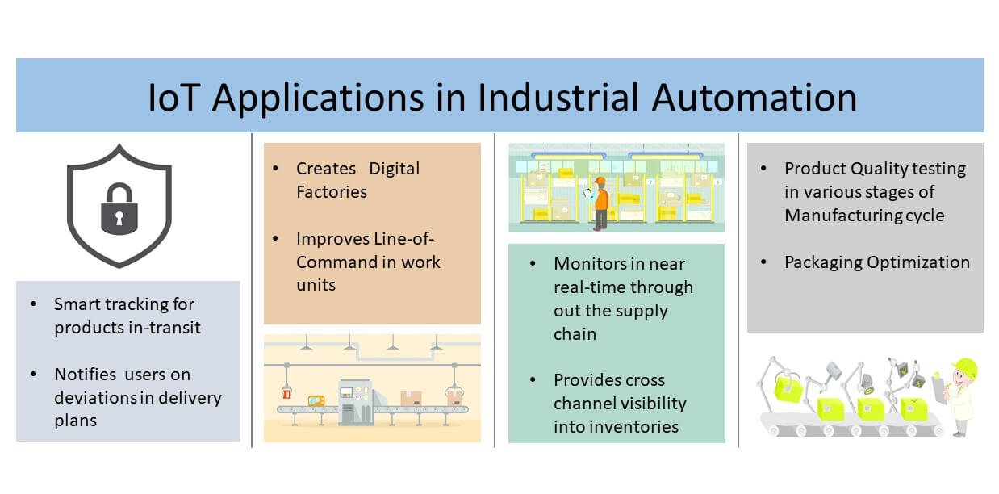 IoT Applications in Industrial Automation
• Smart tracking for
products in-transit
• Notifies users on
deviations in delivery
plans
• Creates Digital
Factories
• Improves Line-of-
Command in work
units
• Monitors in near
real-time through
out the supply
chain
• Provides cross
channel visibility
into inventories
• Product Quality testing
in various stages of
Manufacturing cycle
• Packaging Optimization